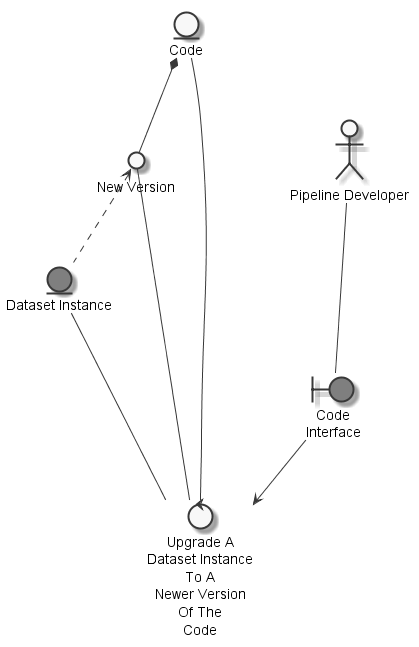 Code
New Version
Pipeline Developer
Dataset Instance
Code
Interface
Upgrade A
Dataset Instance
To A
Newer Version
Of The
Code